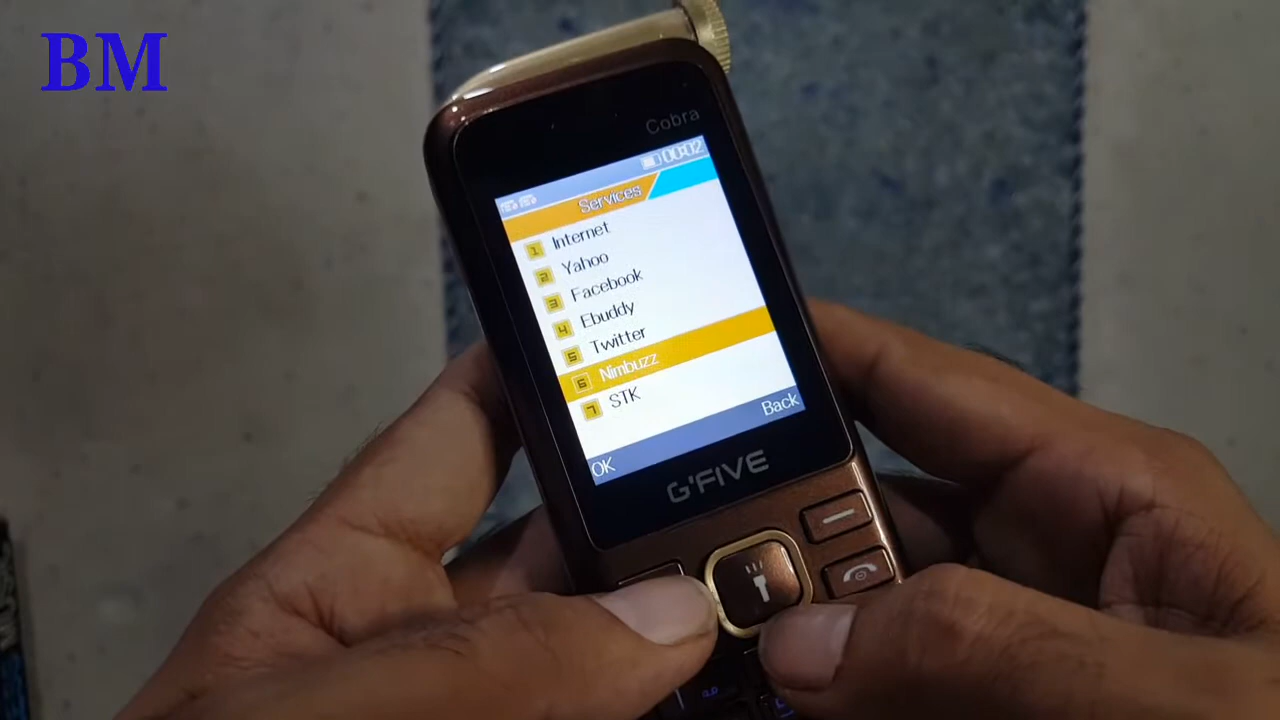 BM
Cobra
00:02
Services
1 Internet
2 Yahoo
3 Facebook
4 Ebuddy
5 Twitter
6 Nimbuzz
7 STK
OK Back
G'FIVE